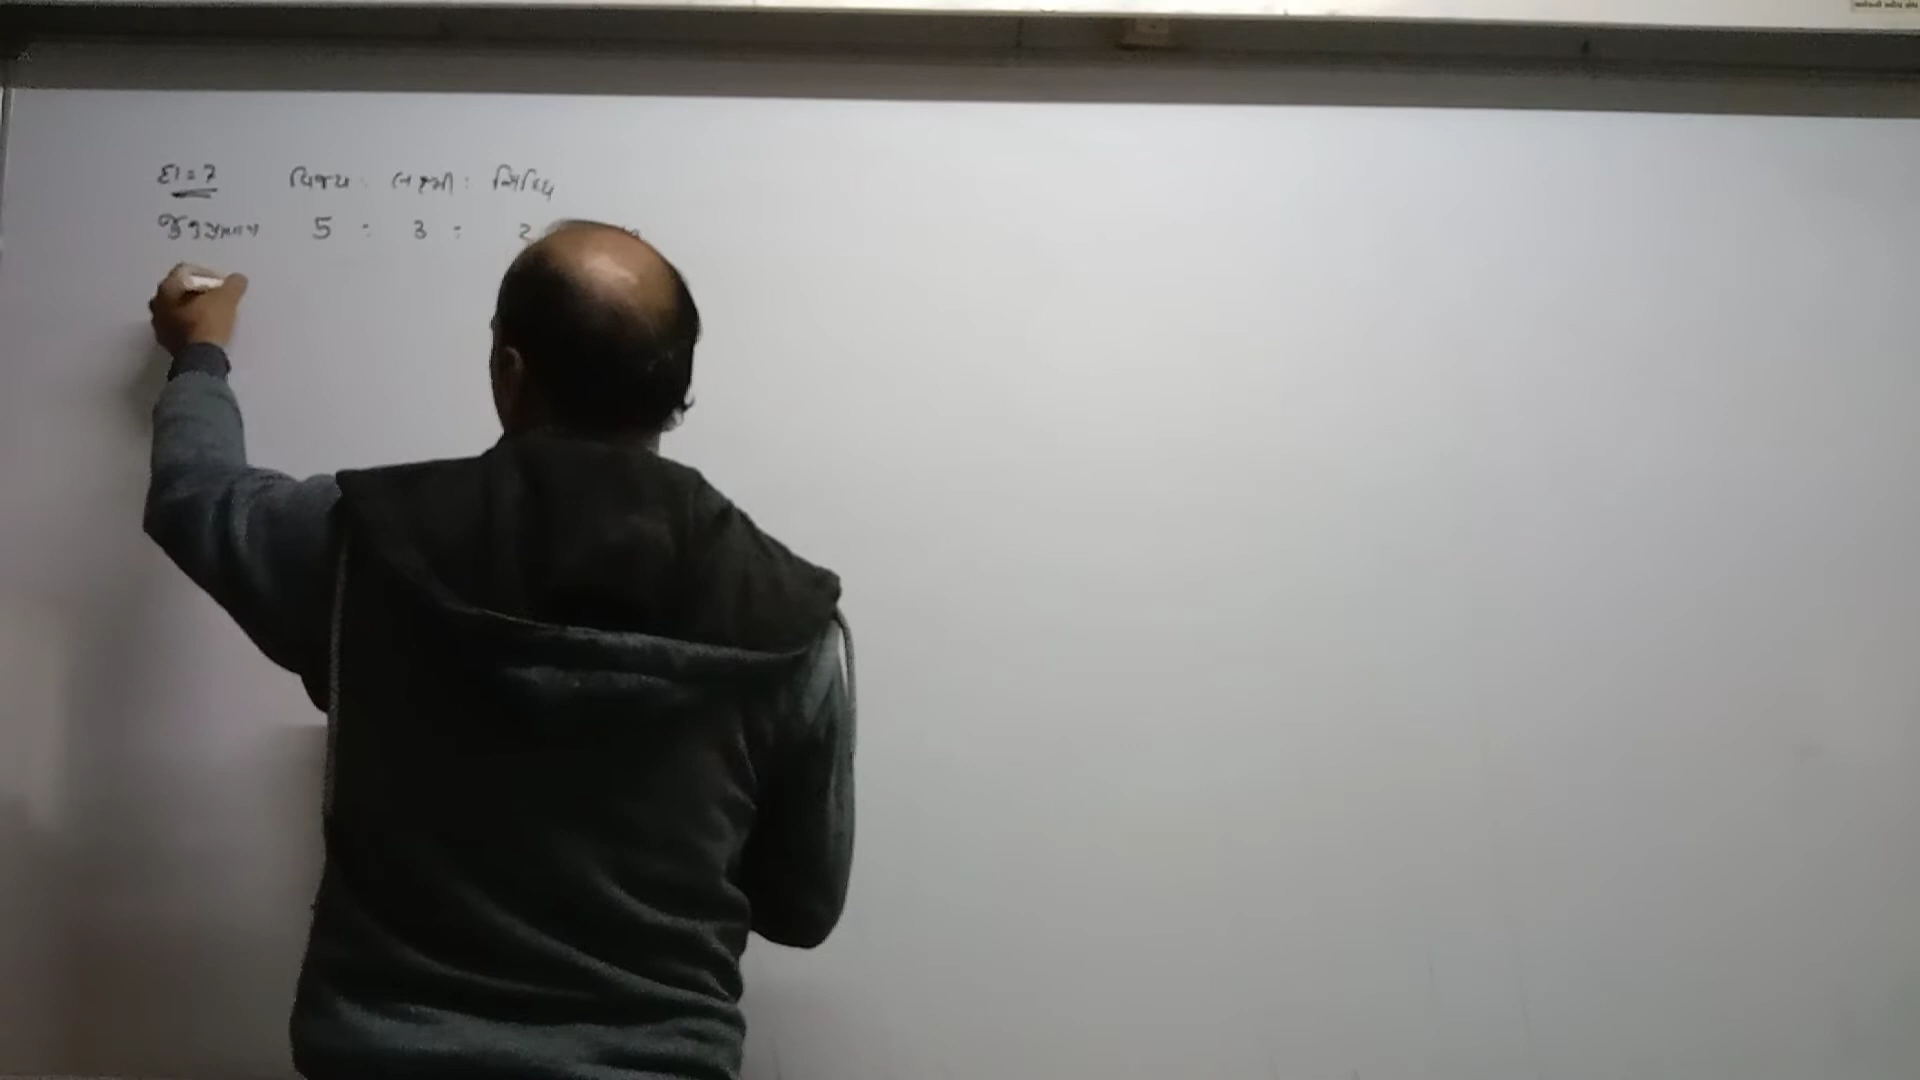 દા = 7 વિજય : લક્ષ્મી : સિધ્ધિ
જુનું પ્રમાણ 5 : 3 : 2